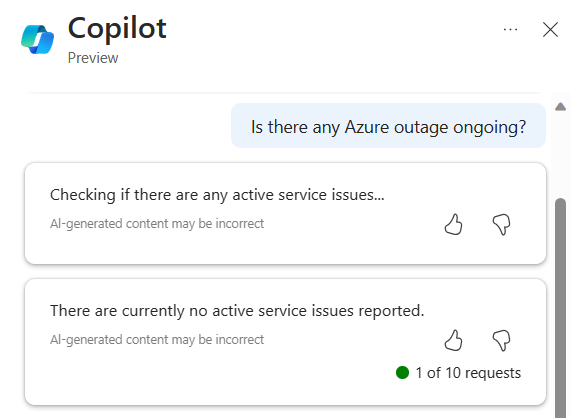 Copilot
Preview
Is there any Azure outage ongoing?
Checking if there are any active service issues...
AI-generated content may be incorrect
There are currently no active service issues reported.
AI-generated content may be incorrect
1 of 10 requests